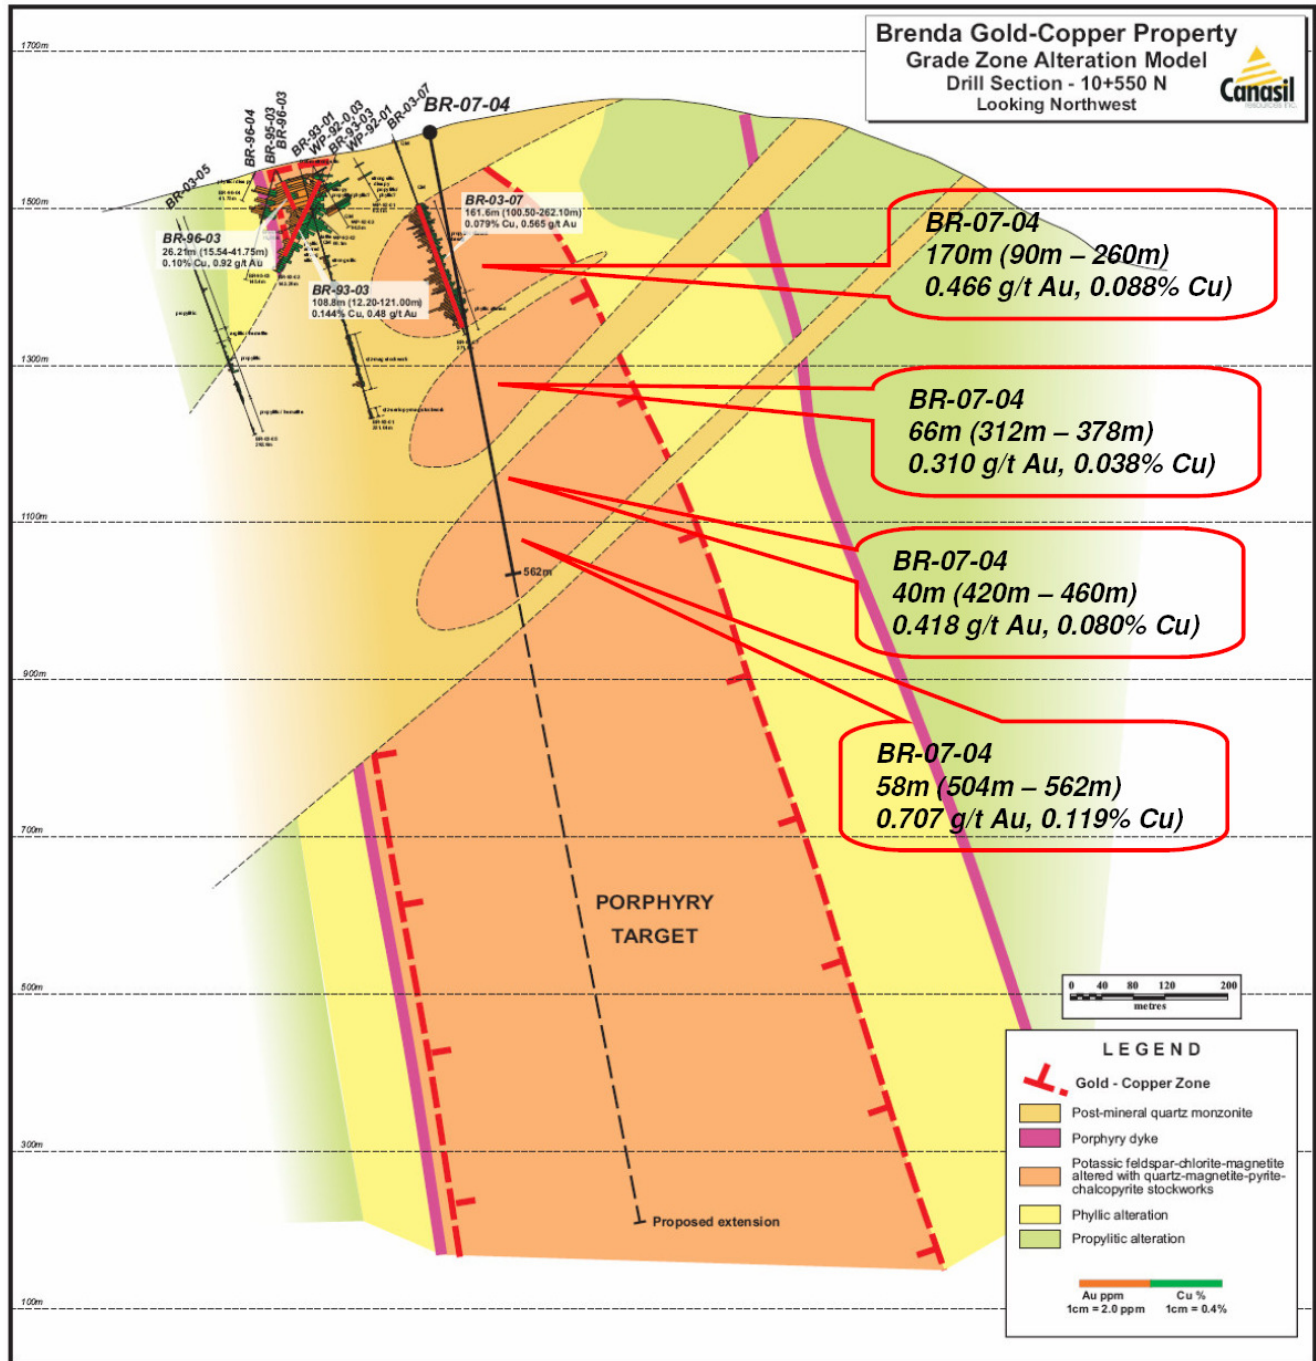 Brenda Gold-Copper Property
Grade Zone Alteration Model
Drill Section - 10+550 N
Looking Northwest
Canasil
1700m
1500m
1300m
1100m
900m
700m
500m
300m
100m
BR-03-05
BR-96-04
BR-95-03
BR-96-03
BR-93-01
BR-93-03
WP-92-01
BR-03-07
BR-07-04
BR-96-03
26.21m (15.54-41.75m)
0.10% Cu, 0.92 g/t Au
BR-93-03
108.8m (12.20-121.00m)
0.144% Cu, 0.48 g/t Au
BR-03-07
161.6m (100.50-262.10m)
0.079% Cu, 0.565 g/t Au
BR-07-04
170m (90m – 260m)
0.466 g/t Au, 0.088% Cu)
BR-07-04
66m (312m – 378m)
0.310 g/t Au, 0.038% Cu)
BR-07-04
40m (420m – 460m)
0.418 g/t Au, 0.080% Cu)
BR-07-04
58m (504m – 562m)
0.707 g/t Au, 0.119% Cu)
562m
PORPHYRY
TARGET
Proposed extension
0 40 80 120 200
metres
LEGEND
Gold - Copper Zone
Post-mineral quartz monzonite
Porphyry dyke
Potassic feldspar-chlorite-magnetite
altered with quartz-magnetite-pyrite-
chalcopyrite stockworks
Phyllic alteration
Propylitic alteration
Au ppm Cu %
1cm = 2.0 ppm 1cm = 0.4%